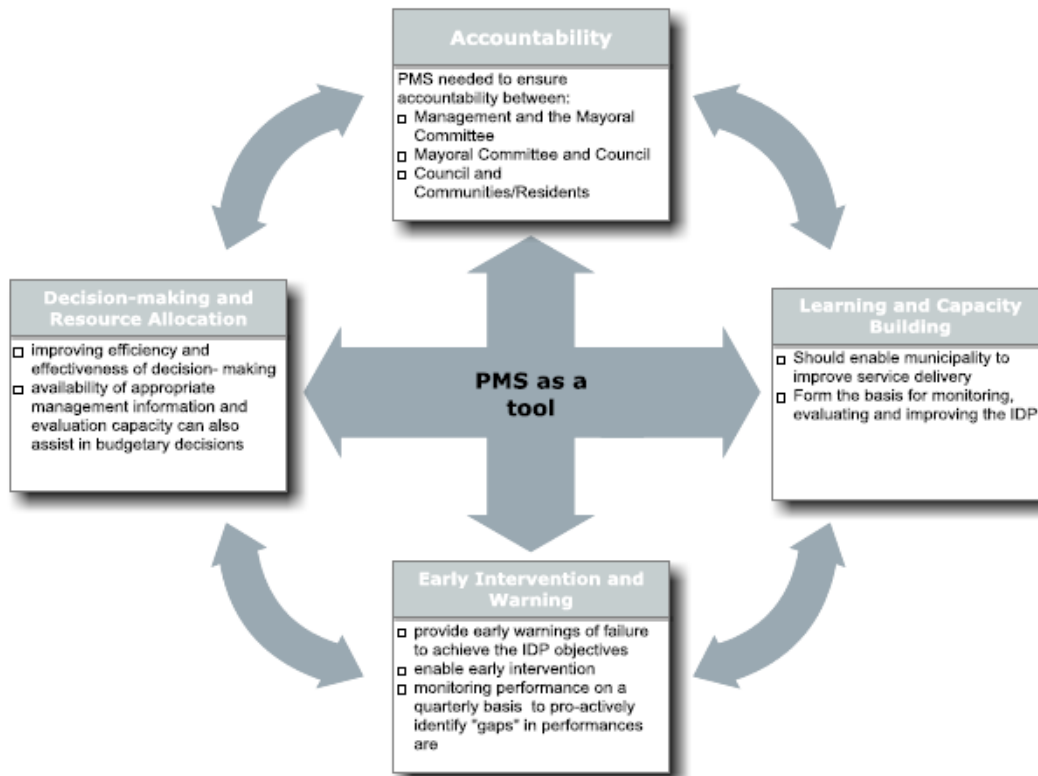 Accountability
PMS needed to ensure
accountability between:
Management and the Mayoral
Committee
Mayoral Committee and Council
Council and
Communities/Residents
Decision-making and
Resource Allocation
improving efficiency and
effectiveness of decision- making
availability of appropriate
management information and
evaluation capacity can also
assist in budgetary decisions
PMS as a
tool
Learning and Capacity
Building
Should enable municipality to
improve service delivery
Form the basis for monitoring,
evaluating and improving the IDP
Early Intervention and
Warning
provide early warnings of failure
to achieve the IDP objectives
enable early intervention
monitoring performance on a
quarterly basis to pro-actively
identify "gaps" in performances
are